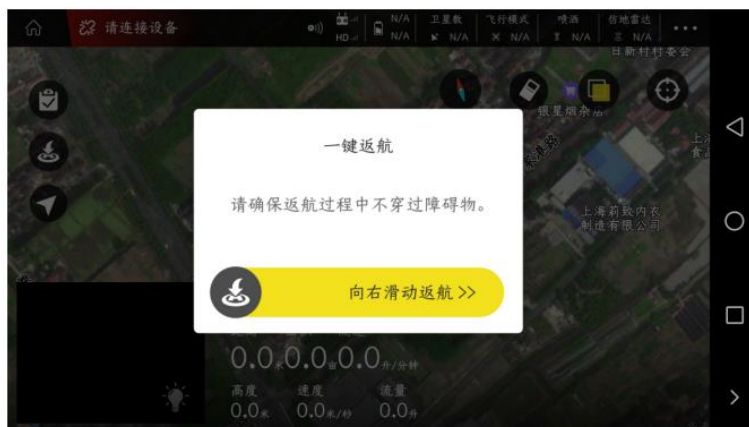 请连接设备
HD
N/A
N/A
卫星数
N/A
飞行模式
N/A
喷洒
N/A
仿地雷达
N/A
日新村村委会
银星烟杂店
一键返航
请确保返航过程中不穿过障碍物。
上海莉致内衣
制造有限公司
向右滑动返航 >>
0.0米
0.0亩
0.0升/分钟
高度
速度
流量
0.0米
0.0米/秒
0.0升